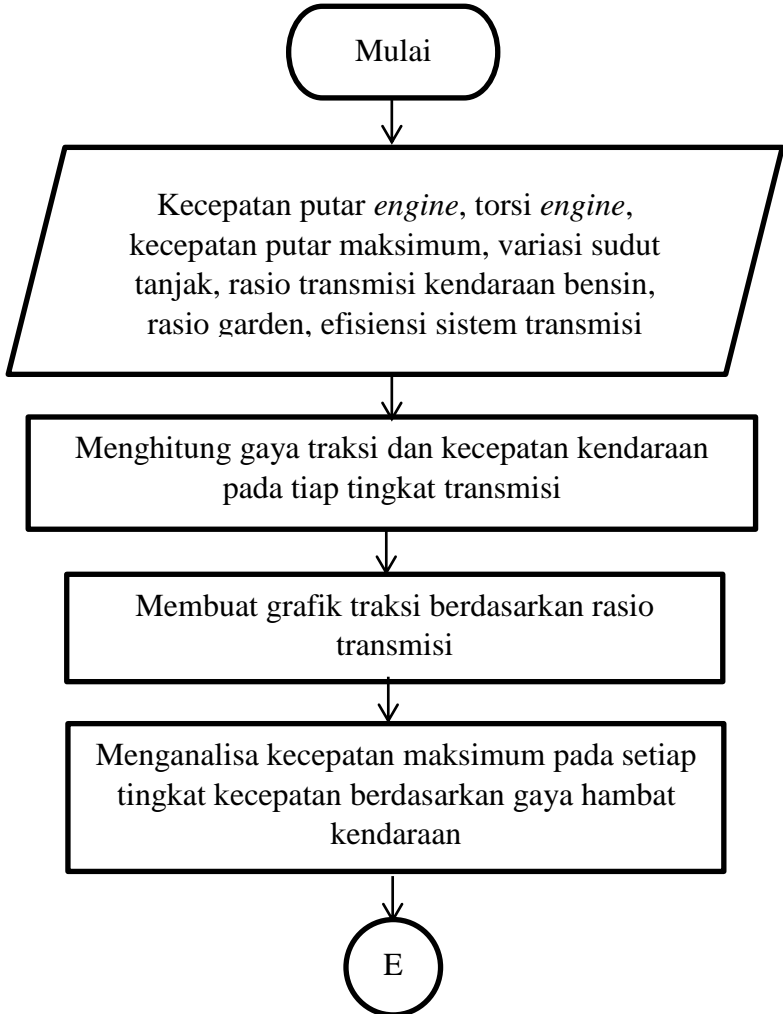 Mulai
Kecepatan putar engine, torsi engine,
kecepatan putar maksimum, variasi sudut
tanjak, rasio transmisi kendaraan bensin,
rasio garden, efisiensi sistem transmisi
Menghitung gaya traksi dan kecepatan kendaraan
pada tiap tingkat transmisi
Membuat grafik traksi berdasarkan rasio
transmisi
Menganalisa kecepatan maksimum pada setiap
tingkat kecepatan berdasarkan gaya hambat
kendaraan
E